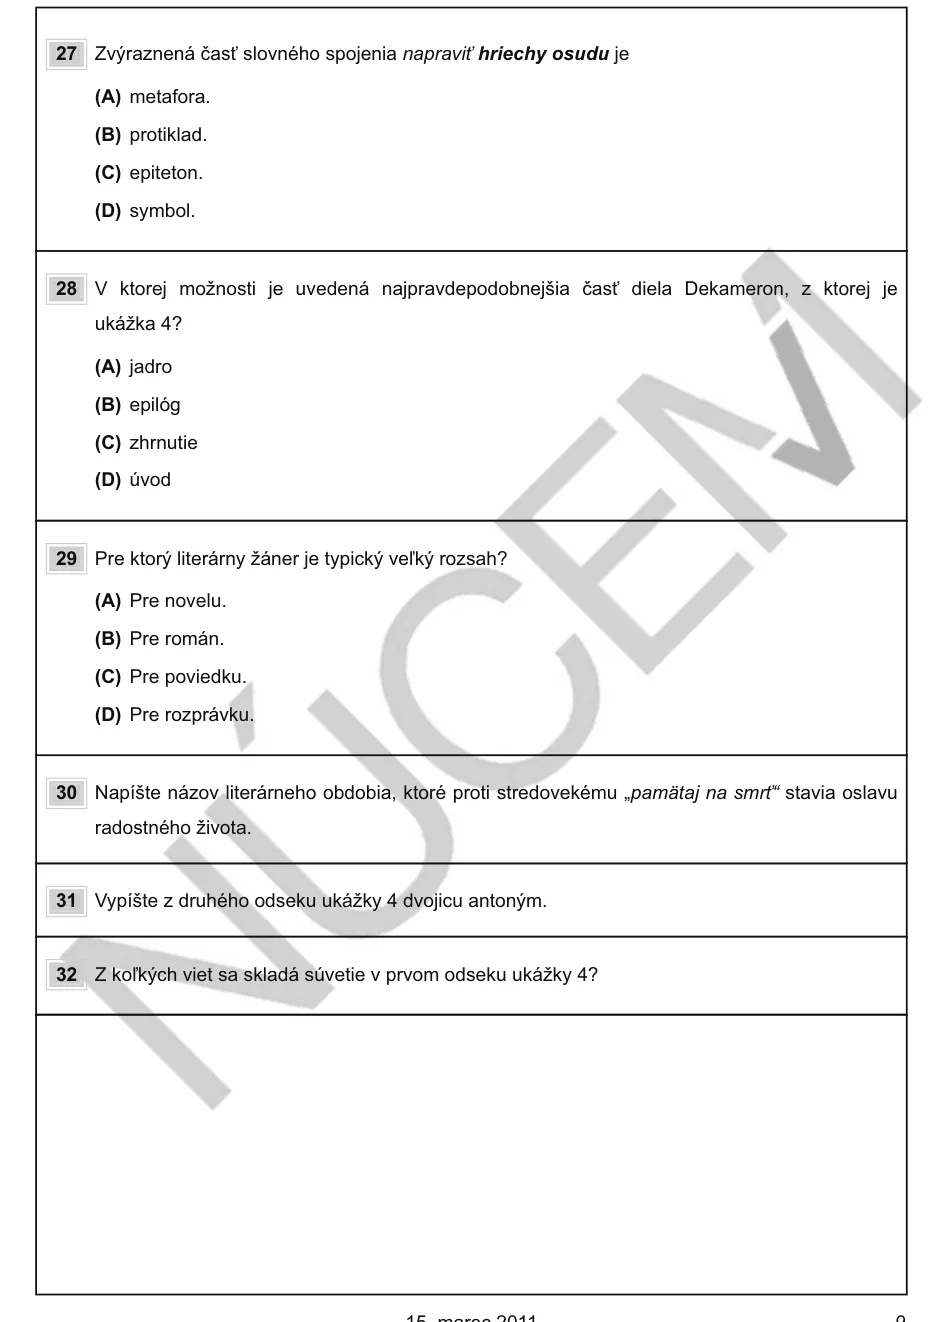 27 Zvýraznená časť slovného spojenia napraviť hriechy osudu je
(A) metafora.
(B) protiklad.
(C) epiteton.
(D) symbol.
28 V ktorej možnosti je uvedená najpravdepodobnejšia časť diela Dekameron, z ktorej je
ukážka 4?
(A) jadro
(B) epilóg
(C) zhrnutie
(D) úvod
29 Pre ktorý literárny žáner je typický veľký rozsah?
(A) Pre novelu.
(B) Pre román.
(C) Pre poviedku.
(D) Pre rozprávku.
30 Napíšte názov literárneho obdobia, ktoré proti stredovekému „pamätaj na smrť“ stavia oslavu
radostného života.
31 Vypíšte z druhého odseku ukážky 4 dvojicu antoným.
32 Z koľkých viet sa skladá súvetie v prvom odseku ukážky 4?
NÚCEM
15. marec 2011 9